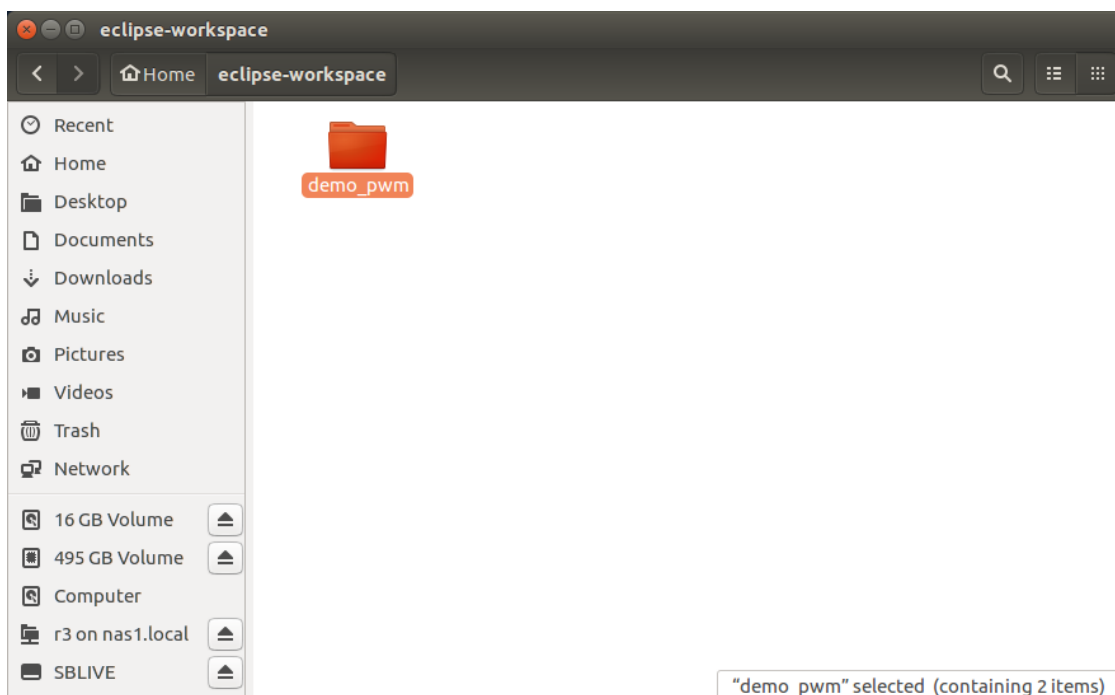 eclipse-workspace
Home eclipse-workspace
Recent
Home
Desktop
Documents
Downloads
Music
Pictures
Videos
Trash
Network
16 GB Volume
495 GB Volume
Computer
r3 on nas1.local
SBLIVE
demo_pwm
“demo_pwm” selected (containing 2 items)